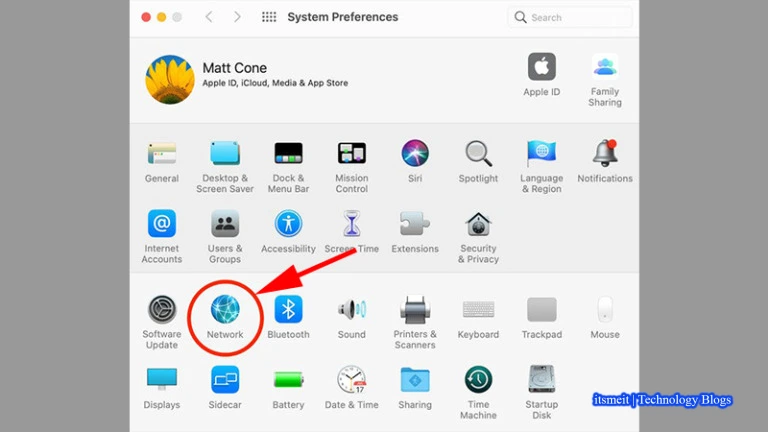 System Preferences
Search
Matt Cone
Apple ID, iCloud, Media & App Store
Apple ID
Family
Sharing
General
Desktop &
Screen Saver
Dock &
Menu Bar
Mission
Control
Siri
Spotlight
Language
& Region
Notifications
Internet
Accounts
Users &
Groups
Accessibility
Screen Time
Extensions
Security
& Privacy
Software
Update
Network
Bluetooth
Sound
Printers &
Scanners
Keyboard
Trackpad
Mouse
Displays
Sidecar
Battery
JUL
17
Date & Time
Sharing
Time
Machine
Startup
Disk
itsmeit | Technology Blogs